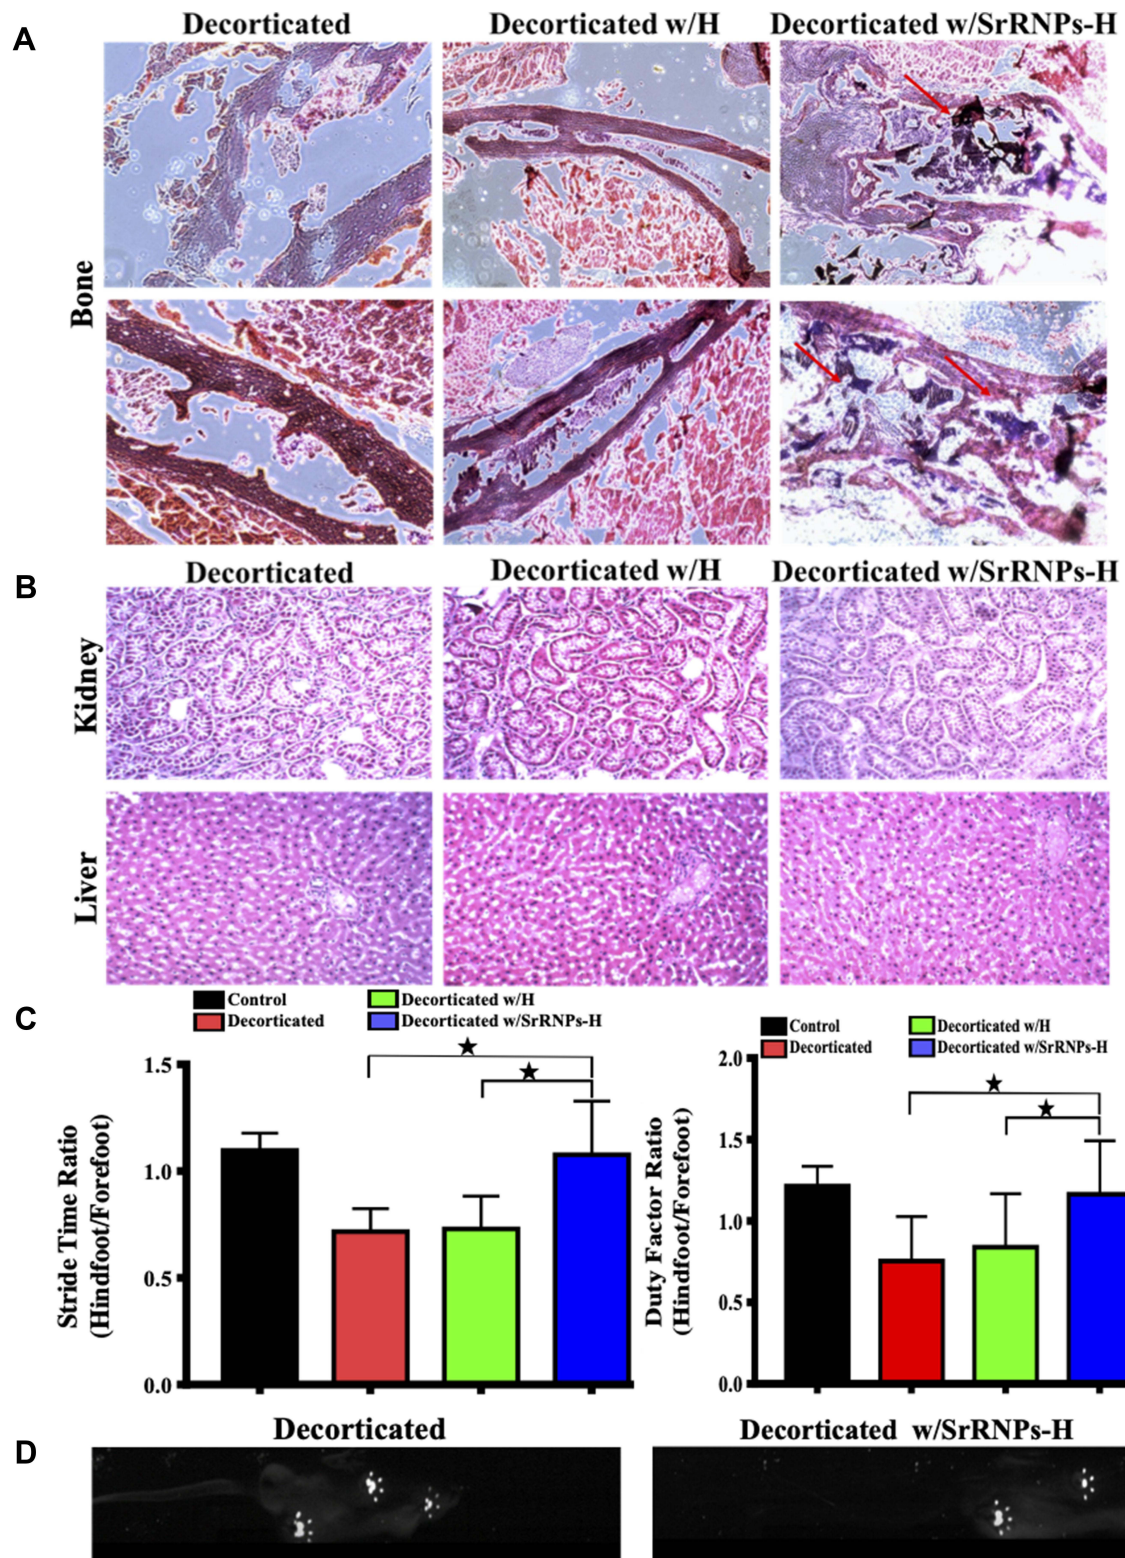 A
Decorticated
Decorticated w/H
Decorticated w/SrRNPs-H
Bone
B
Decorticated
Decorticated w/H
Decorticated w/SrRNPs-H
Kidney
Liver
C
Control
Decorticated w/H
Decorticated
Decorticated w/SrRNPs-H
1.5
1.0
0.5
0.0
Stride Time Ratio
(Hindfoot/Forefoot)
Control
Decorticated w/H
Decorticated
Decorticated w/SrRNPs-H
2.0
1.5
1.0
0.5
0.0
Duty Factor Ratio
(Hindfoot/Forefoot)
D
Decorticated
Decorticated w/SrRNPs-H